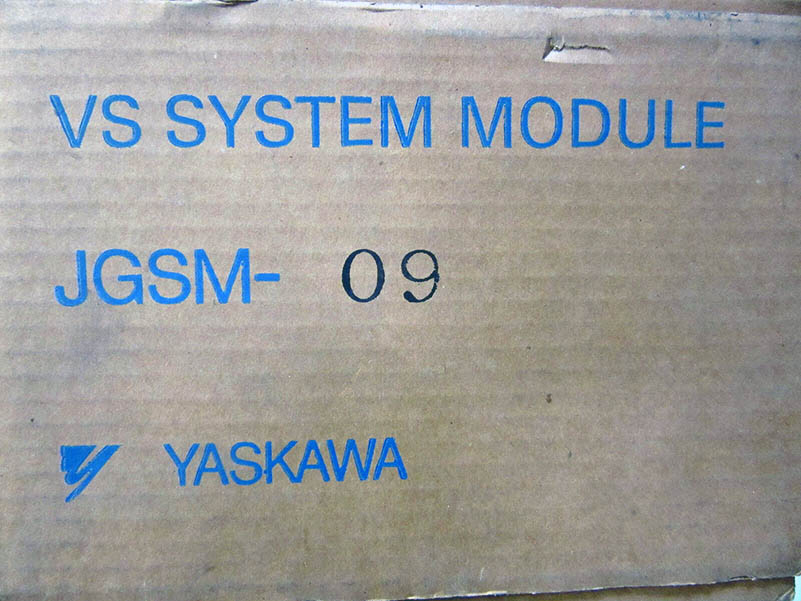 VS SYSTEM MODULE
JGSM- 09
YASKAWA